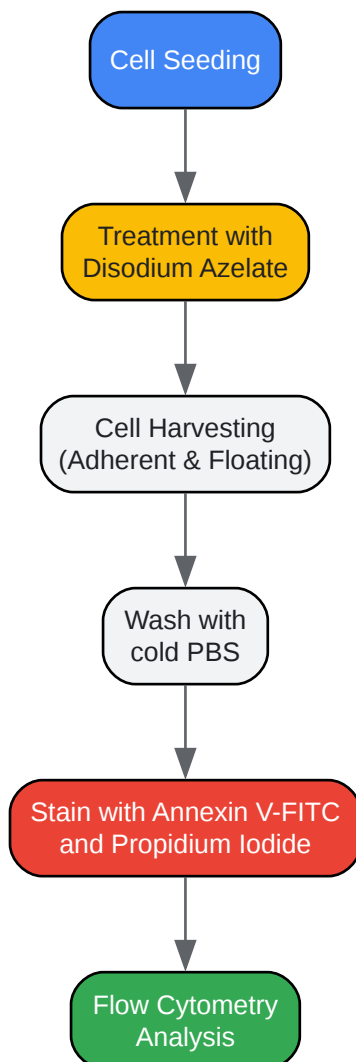 Cell Seeding
Treatment with
Disodium Azelate
Cell Harvesting
(Adherent & Floating)
Wash with
cold PBS
Stain with Annexin V-FITC
and Propidium Iodide
Flow Cytometry
Analysis